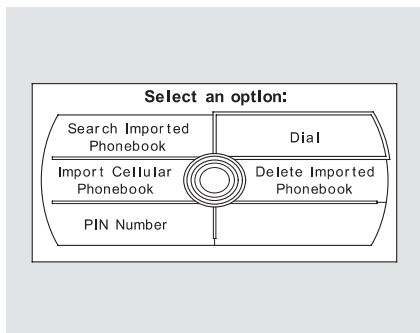 Select an option:
Search Imported
Phonebook
Dial
Import Cellular
Phonebook
Delete Imported
Phonebook
PIN Number